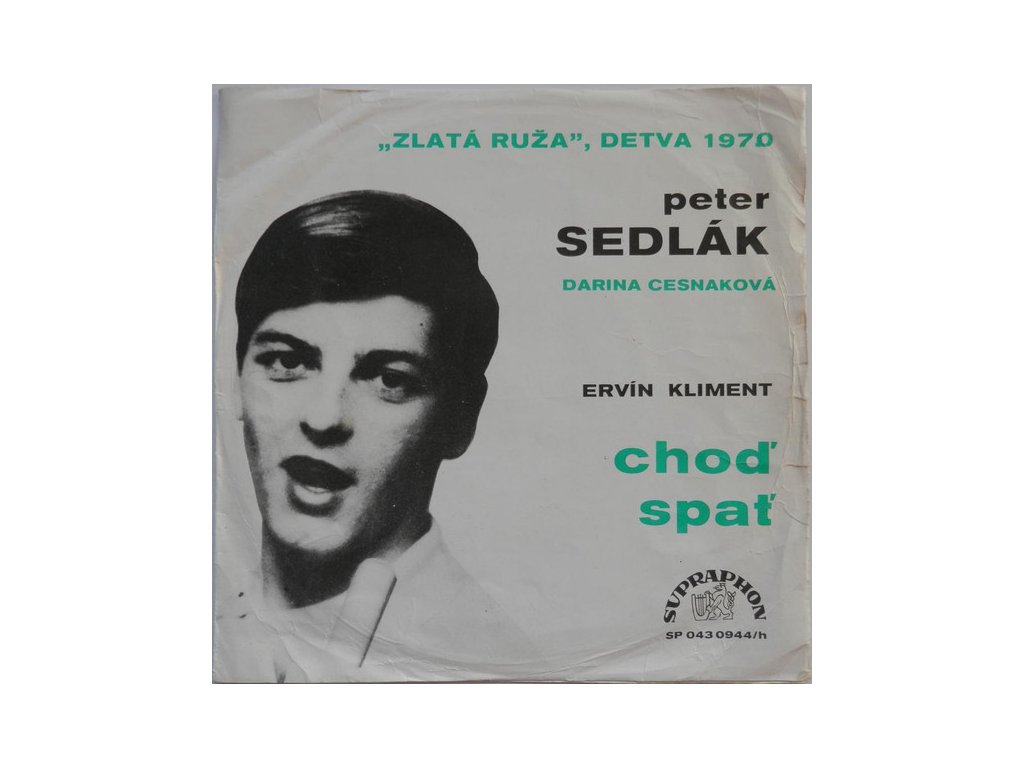 „ZLATÁ RUŽA”, DETVA 1970
peter
SEDLÁK
DARINA CESNAKOVÁ
ERVÍN KLIMENT
choď
spať
SUPRAPHON
SP 043 0944/h